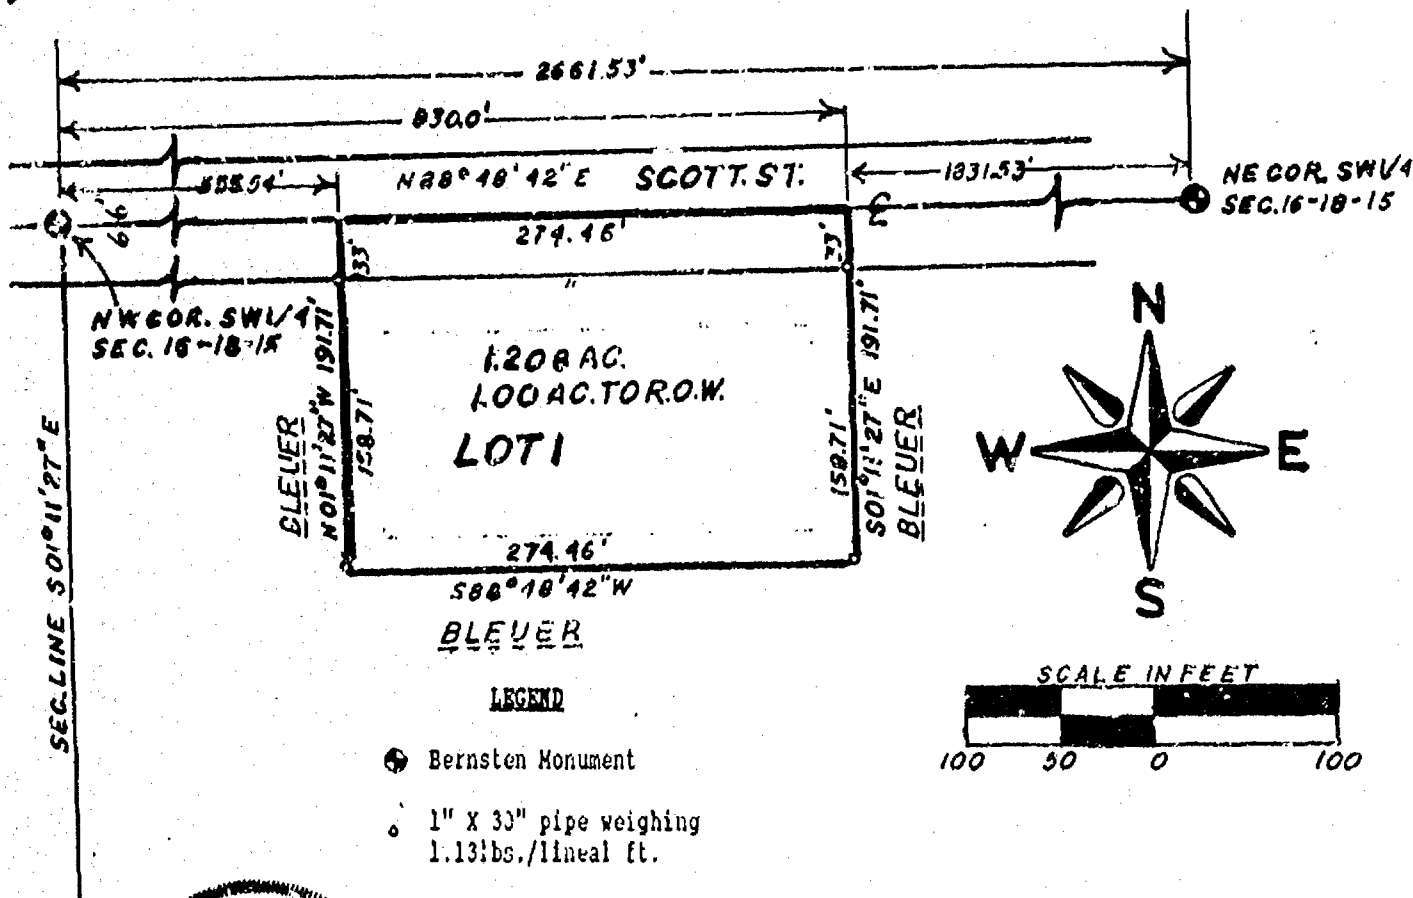 2661.53'
830.0'
555.54'
N88°48'42"E
SCOTT. ST.
1831.53'
NE COR. SW1/4
SEC. 16-18-15
66'
274.46'
33'
33'
NW COR. SW1/4
SEC. 16-18-15
1.208 AC.
1.00 AC. TO R.O.W.
LOT 1
BLEUER
N01°11'27"W 191.71'
158.71'
158.71'
S01°11'27"E 191.71'
BLEUER
274.46'
S88°48'42"W
BLEUER
SEC. LINE S01°11'27"E
N
W
E
S
SCALE IN FEET
100 50 0 100
LEGEND
Bernsten Monument
1" X 30" pipe weighing
1.13lbs./lineal ft.